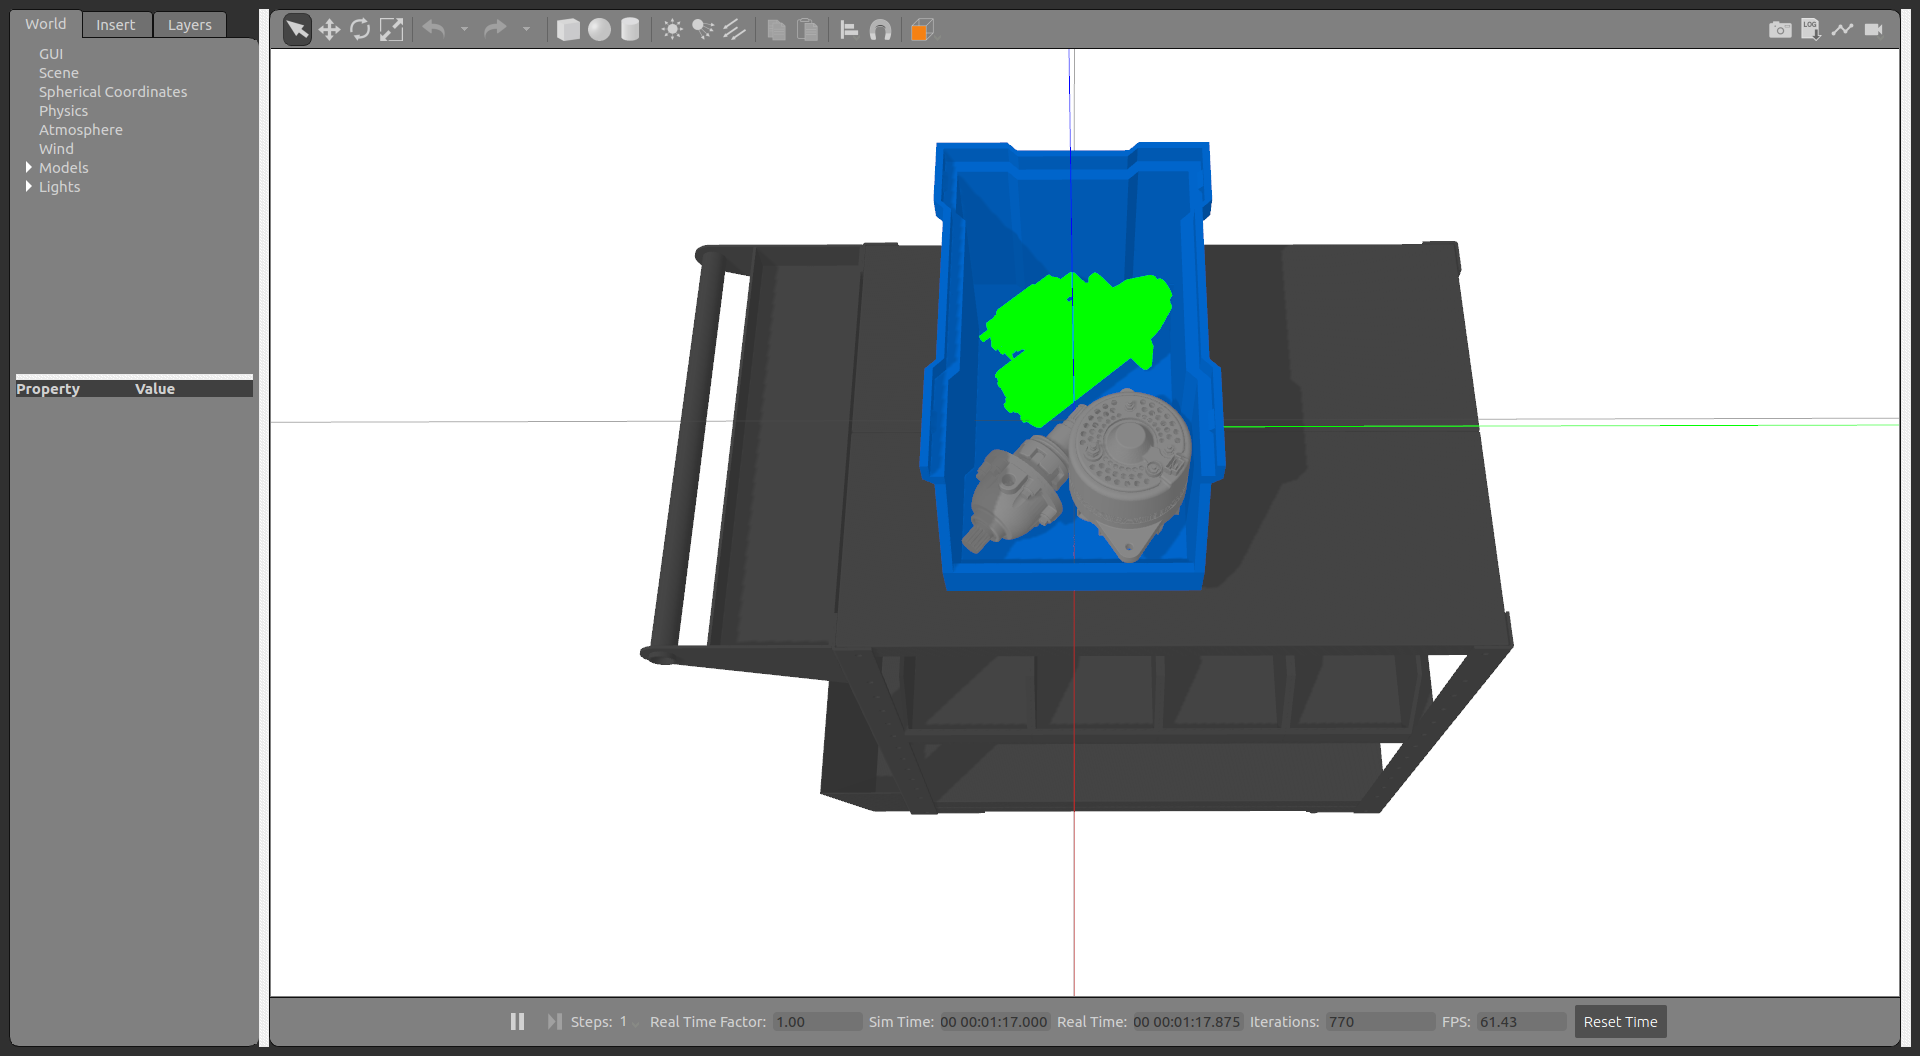 World Insert Layers
GUI
Scene
Spherical Coordinates
Physics
Atmosphere
Wind
Models
Lights
Property Value
LOG
Steps: 1 Real Time Factor: 1.00 Sim Time: 00 00:01:17.000 Real Time: 00 00:01:17.875 Iterations: 770 FPS: 61.43 Reset Time